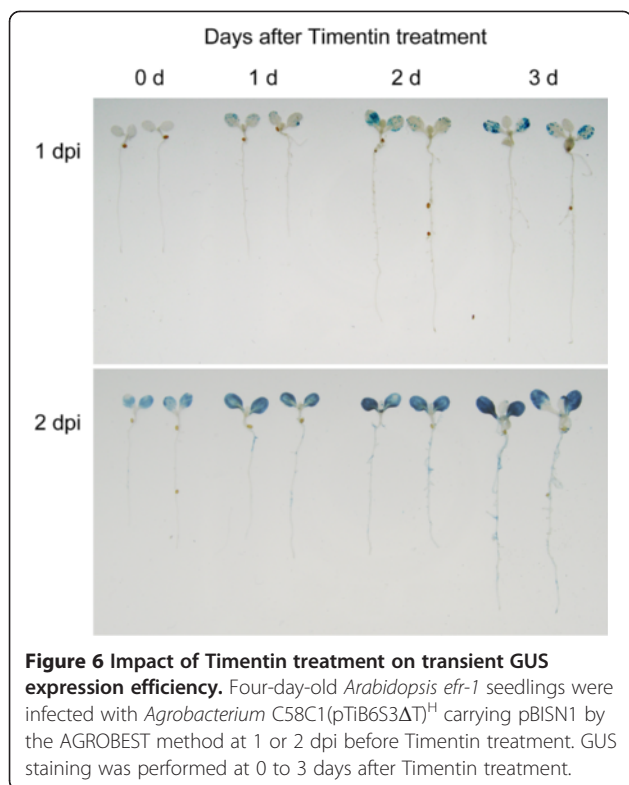 Days after Timentin treatment
0 d 1 d 2 d 3 d
1 dpi
2 dpi
Figure 6 Impact of Timentin treatment on transient GUS
expression efficiency. Four-day-old Arabidopsis efr-1 seedlings were
infected with Agrobacterium C58C1(pTiB6S3ΔT)ᴴ carrying pBISN1 by
the AGROBEST method at 1 or 2 dpi before Timentin treatment. GUS
staining was performed at 0 to 3 days after Timentin treatment.